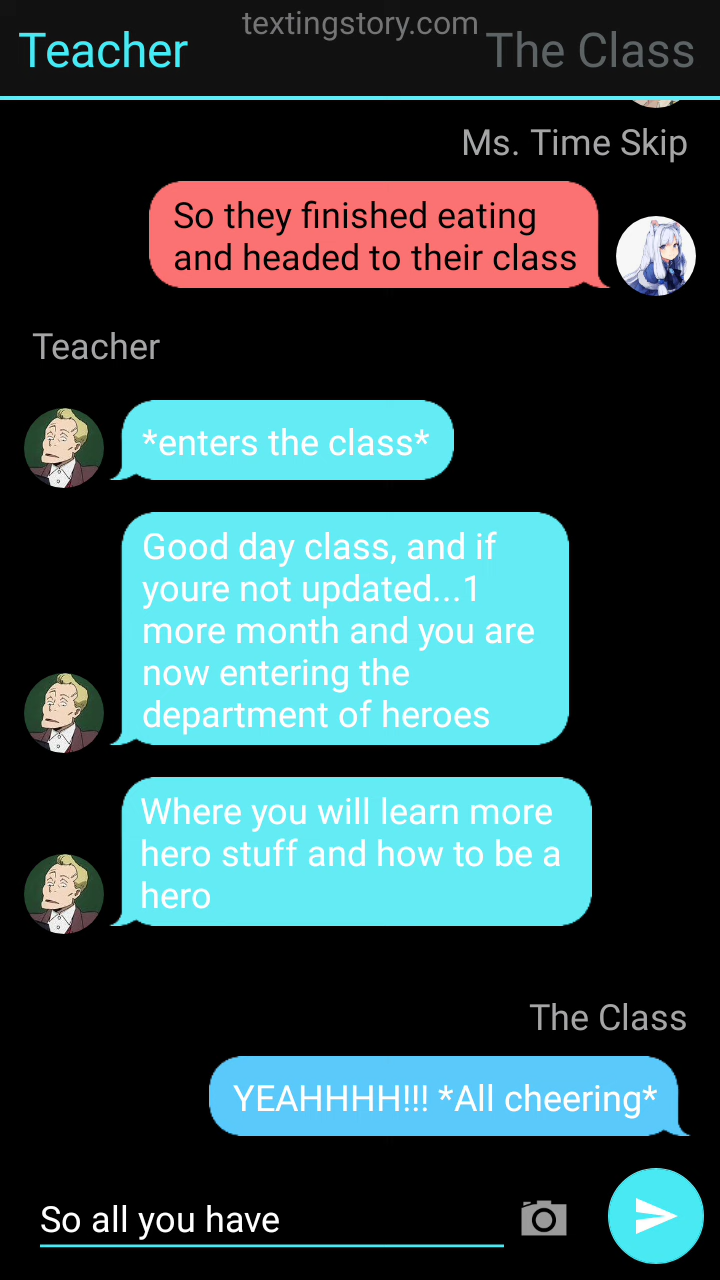 textingstory.com
Teacher
The Class
Ms. Time Skip
So they finished eating
and headed to their class
Teacher
*enters the class*
Good day class, and if
youre not updated...1
more month and you are
now entering the
department of heroes
Where you will learn more
hero stuff and how to be a
hero
The Class
YEAHHHH!!! *All cheering*
So all you have